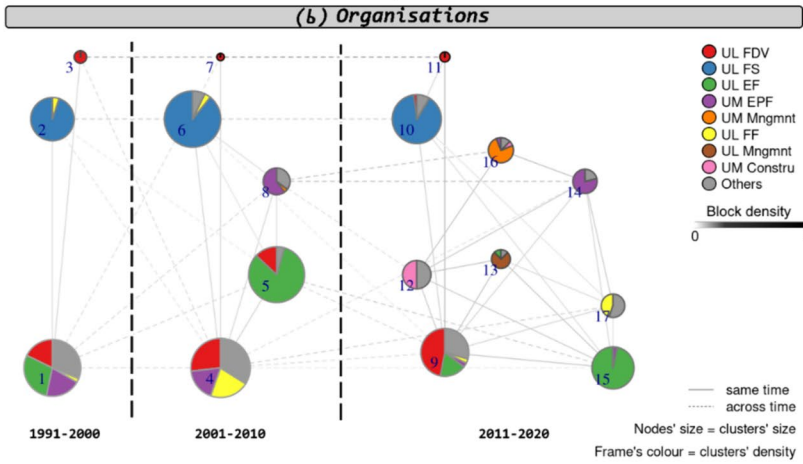 (b) Organisations
3
7
11
2
6
10
16
8
14
5
12
13
17
1
4
9
15
UL FDV
UL FS
UL EF
UM EPF
UM Mngmnt
UL FF
UL Mngmnt
UM Constru
Others
Block density
0
same time
across time
Nodes' size = clusters' size
Frame's colour = clusters' density
1991-2000
2001-2010
2011-2020